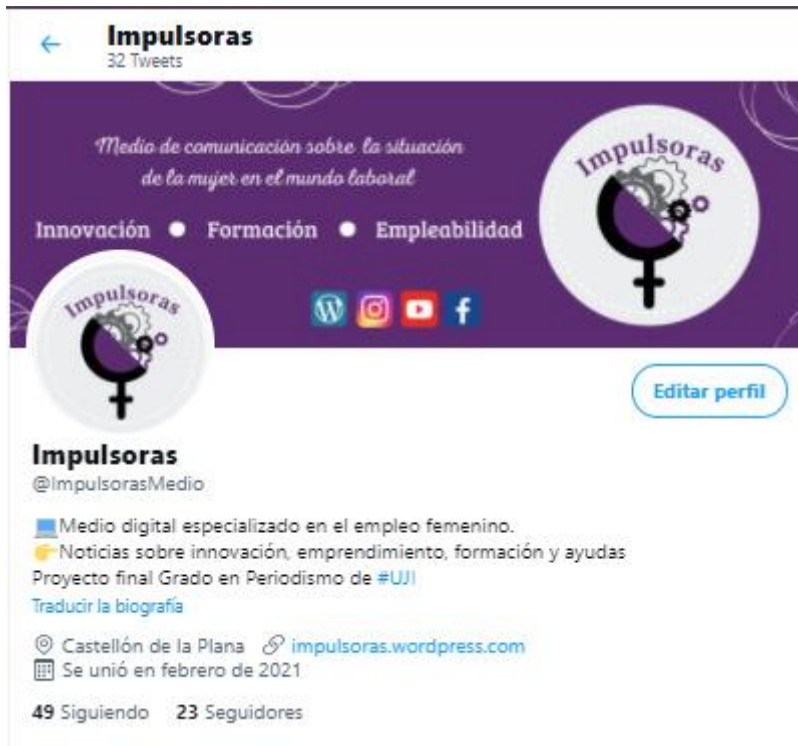 Impulsoras
32 Tweets
Medio de comunicación sobre la situación
de la mujer en el mundo laboral
Impulsoras
Innovación ● Formación ● Empleabilidad
Impulsoras
Editar perfil
Impulsoras
@ImpulsorasMedio
💻Medio digital especializado en el empleo femenino.
👉Noticias sobre innovación, emprendimiento, formación y ayudas
Proyecto final Grado en Periodismo de #UJI
Traducir la biografía
Castellón de la Plana impulsoras.wordpress.com
Se unió en febrero de 2021
49 Siguiendo 23 Seguidores